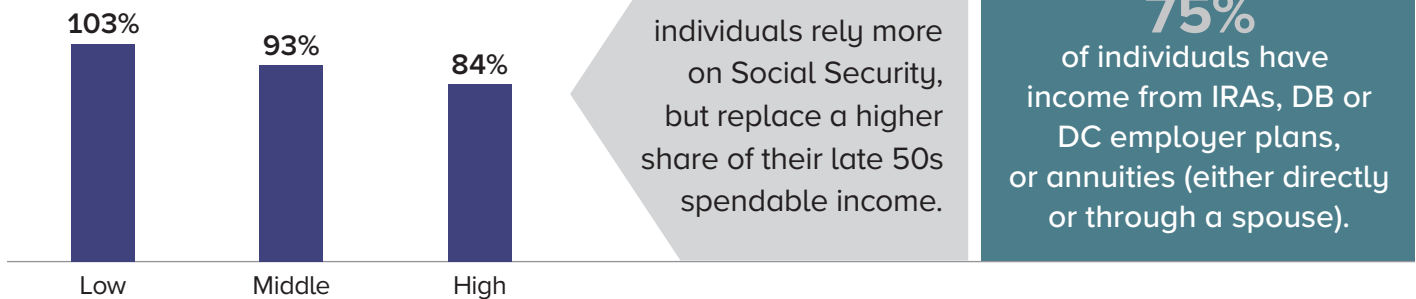 103%
93%
84%
Low
Middle
High
individuals rely more
on Social Security,
but replace a higher
share of their late 50s
spendable income.
75%
of individuals have
income from IRAs, DB or
DC employer plans,
or annuities (either directly
or through a spouse).